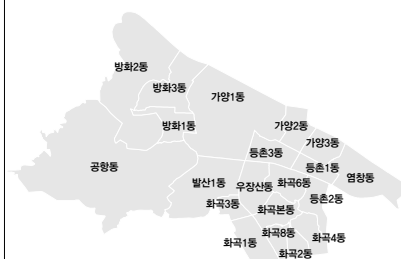 방화2동
방화3동
가양1동
방화1동
가양2동
가양3동
등촌3동
공항동
등촌1동
염창동
발산1동
우장산동
화곡6동
등촌2동
화곡3동
화곡본동
화곡8동
화곡4동
화곡1동
화곡2동